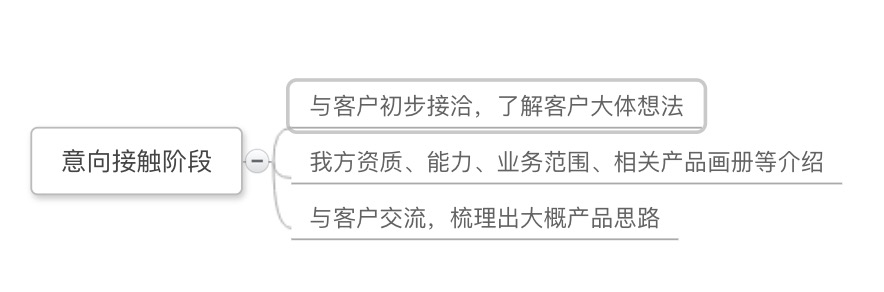 意向接触阶段
与客户初步接洽，了解客户大体想法
我方资质、能力、业务范围、相关产品画册等介绍
与客户交流，梳理出大概产品思路